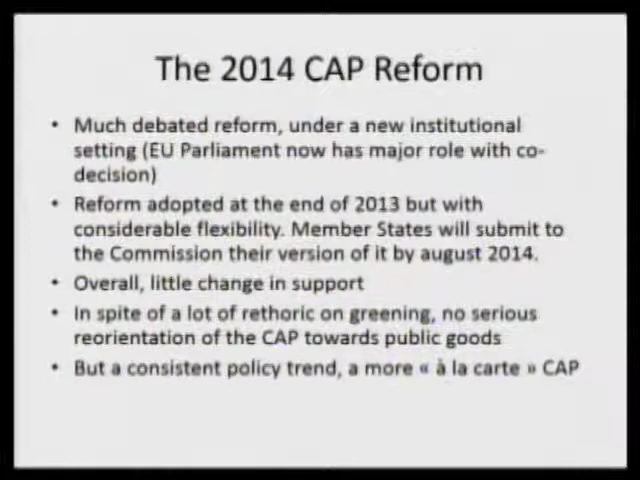 The 2014 CAP Reform
• Much debated reform, under a new institutional
setting (EU Parliament now has major role with co-
decision)
• Reform adopted at the end of 2013 but with
considerable flexibility. Member States will submit to
the Commission their version of it by august 2014.
• Overall, little change in support
• In spite of a lot of rethoric on greening, no serious
reorientation of the CAP towards public goods
• But a consistent policy trend, a more « à la carte » CAP